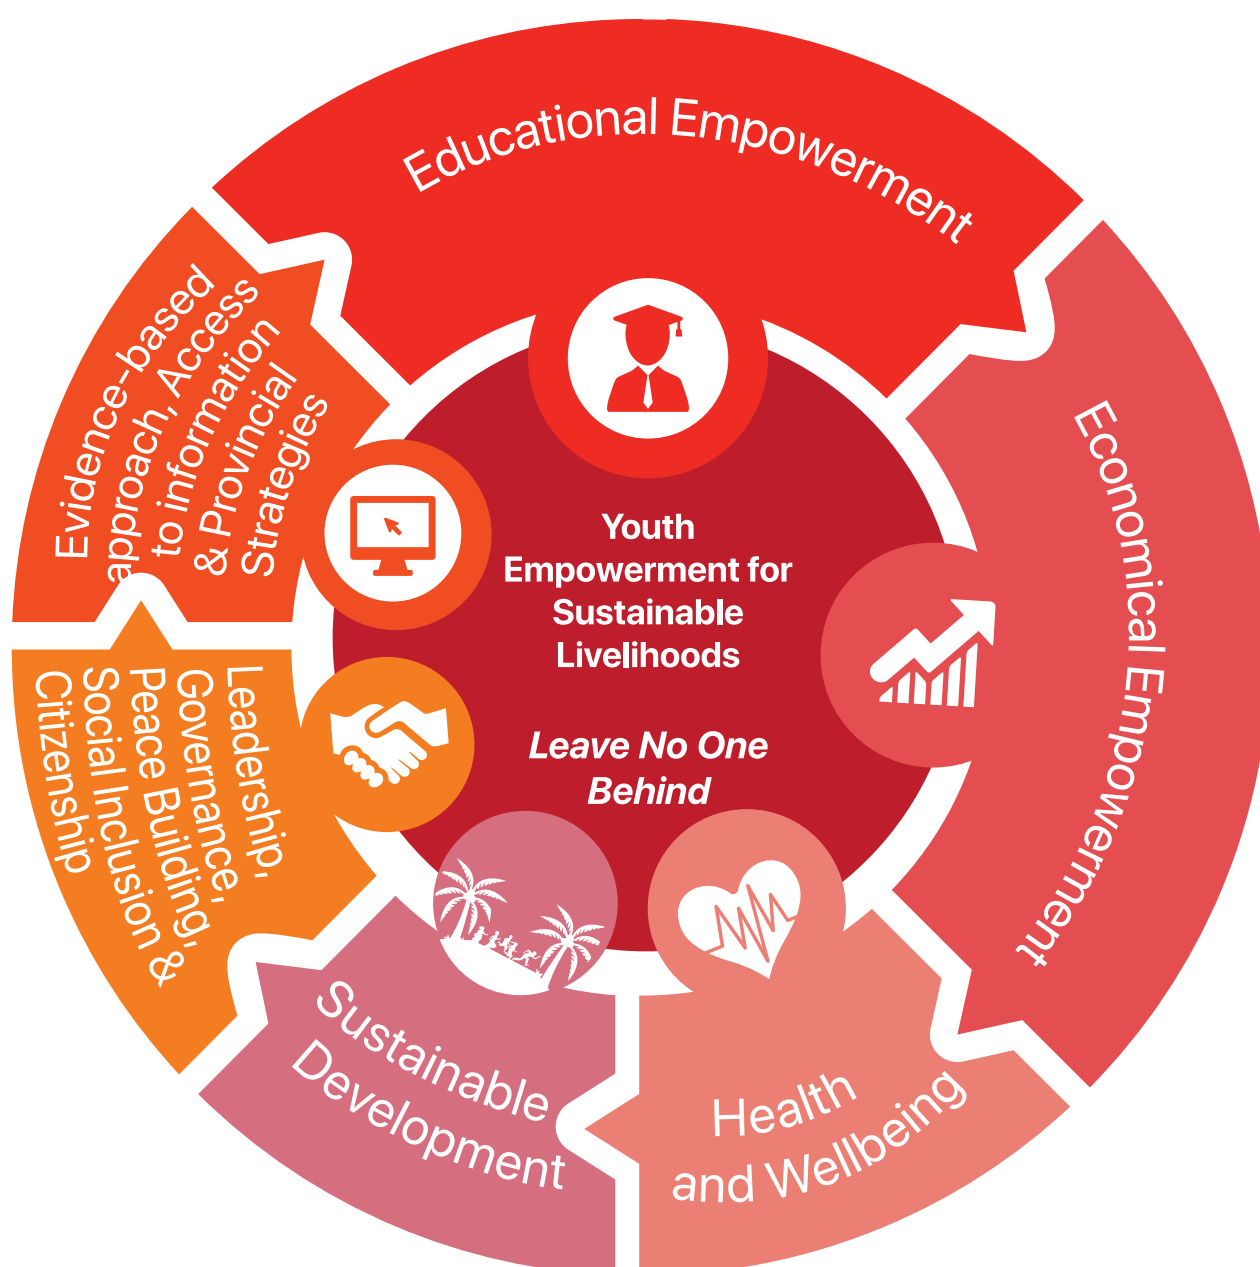 Educational Empowerment
Economical Empowerment
Health
and Wellbeing
Sustainable
Development
Leadership,
Governance,
Peace Building,
Social Inclusion &
Citizenship
Evidence-based
approach, Access
to information
& Provincial
Strategies
Youth
Empowerment for
Sustainable
Livelihoods
Leave No One
Behind